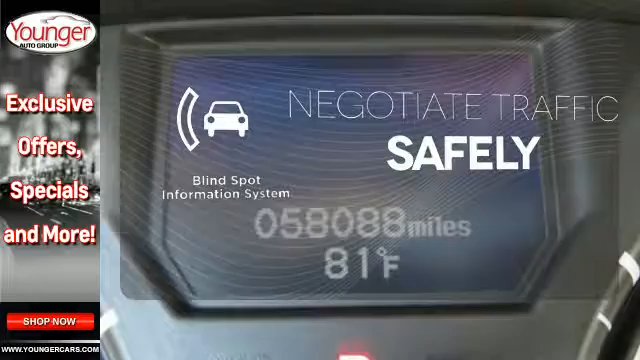 Younger
AUTO GROUP
Exclusive
Offers,
Specials
and More!
SHOP NOW
WWW.YOUNGERCARS.COM
NEGOTIATE TRAFFIC
SAFELY
Blind Spot
Information System
058088miles
81°F